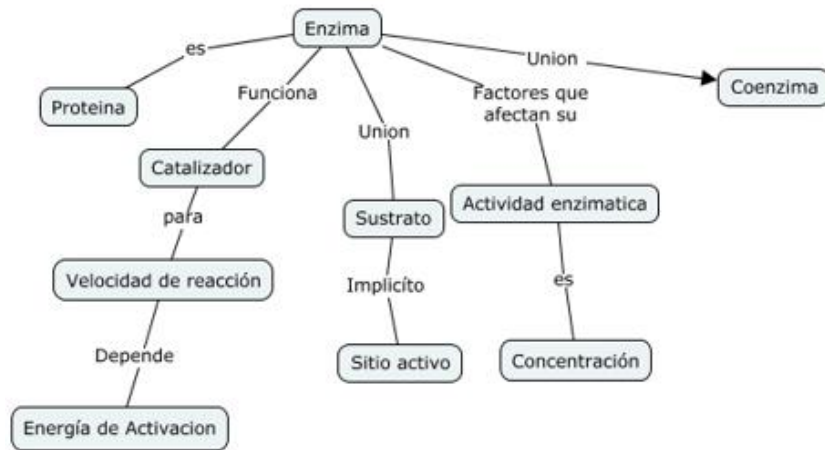 Enzima
es
Union
Proteina
Funciona
Factores que
afectan su
Coenzima
Union
Catalizador
para
Sustrato
Actividad enzimatica
Velocidad de reacción
Implicíto
es
Depende
Sitio activo
Concentración
Energía de Activacion